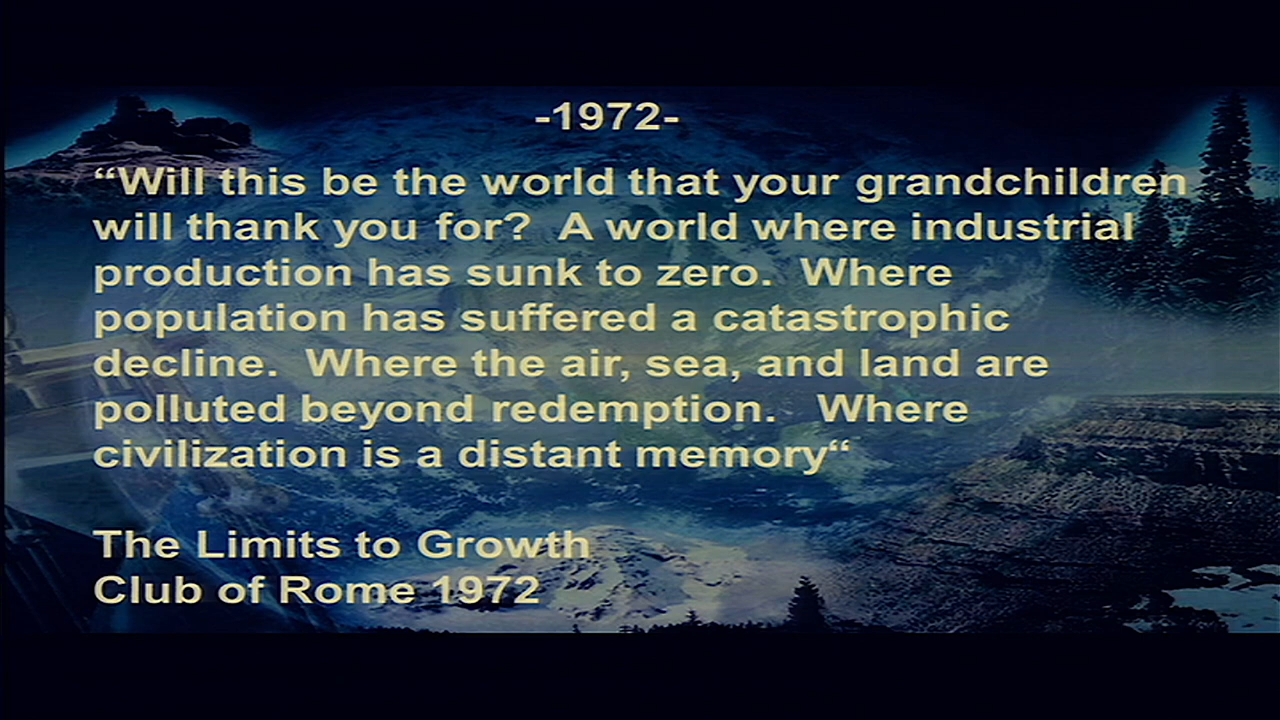 -1972-
“Will this be the world that your grandchildren
will thank you for?  A world where industrial
production has sunk to zero.  Where
population has suffered a catastrophic
decline.  Where the air, sea, and land are
polluted beyond redemption.   Where
civilization is a distant memory“
The Limits to Growth
Club of Rome 1972